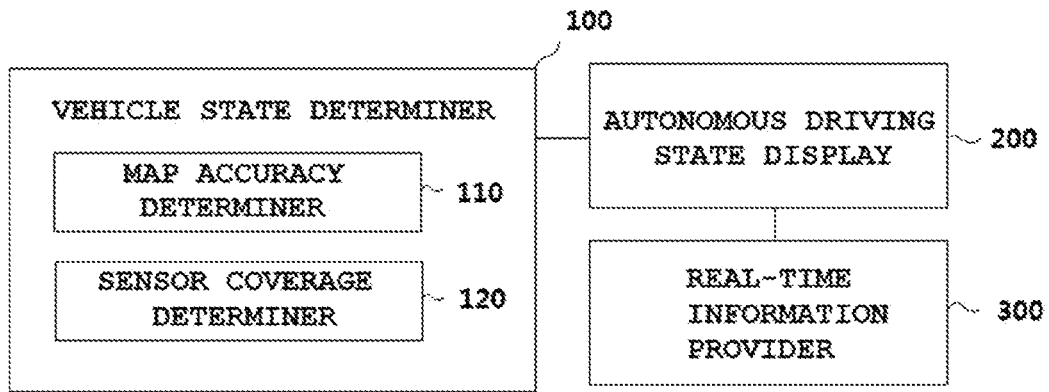 100
VEHICLE STATE DETERMINER
MAP ACCURACY
DETERMINER
110
SENSOR COVERAGE
DETERMINER
120
AUTONOMOUS DRIVING
STATE DISPLAY
200
REAL-TIME
INFORMATION
PROVIDER
300